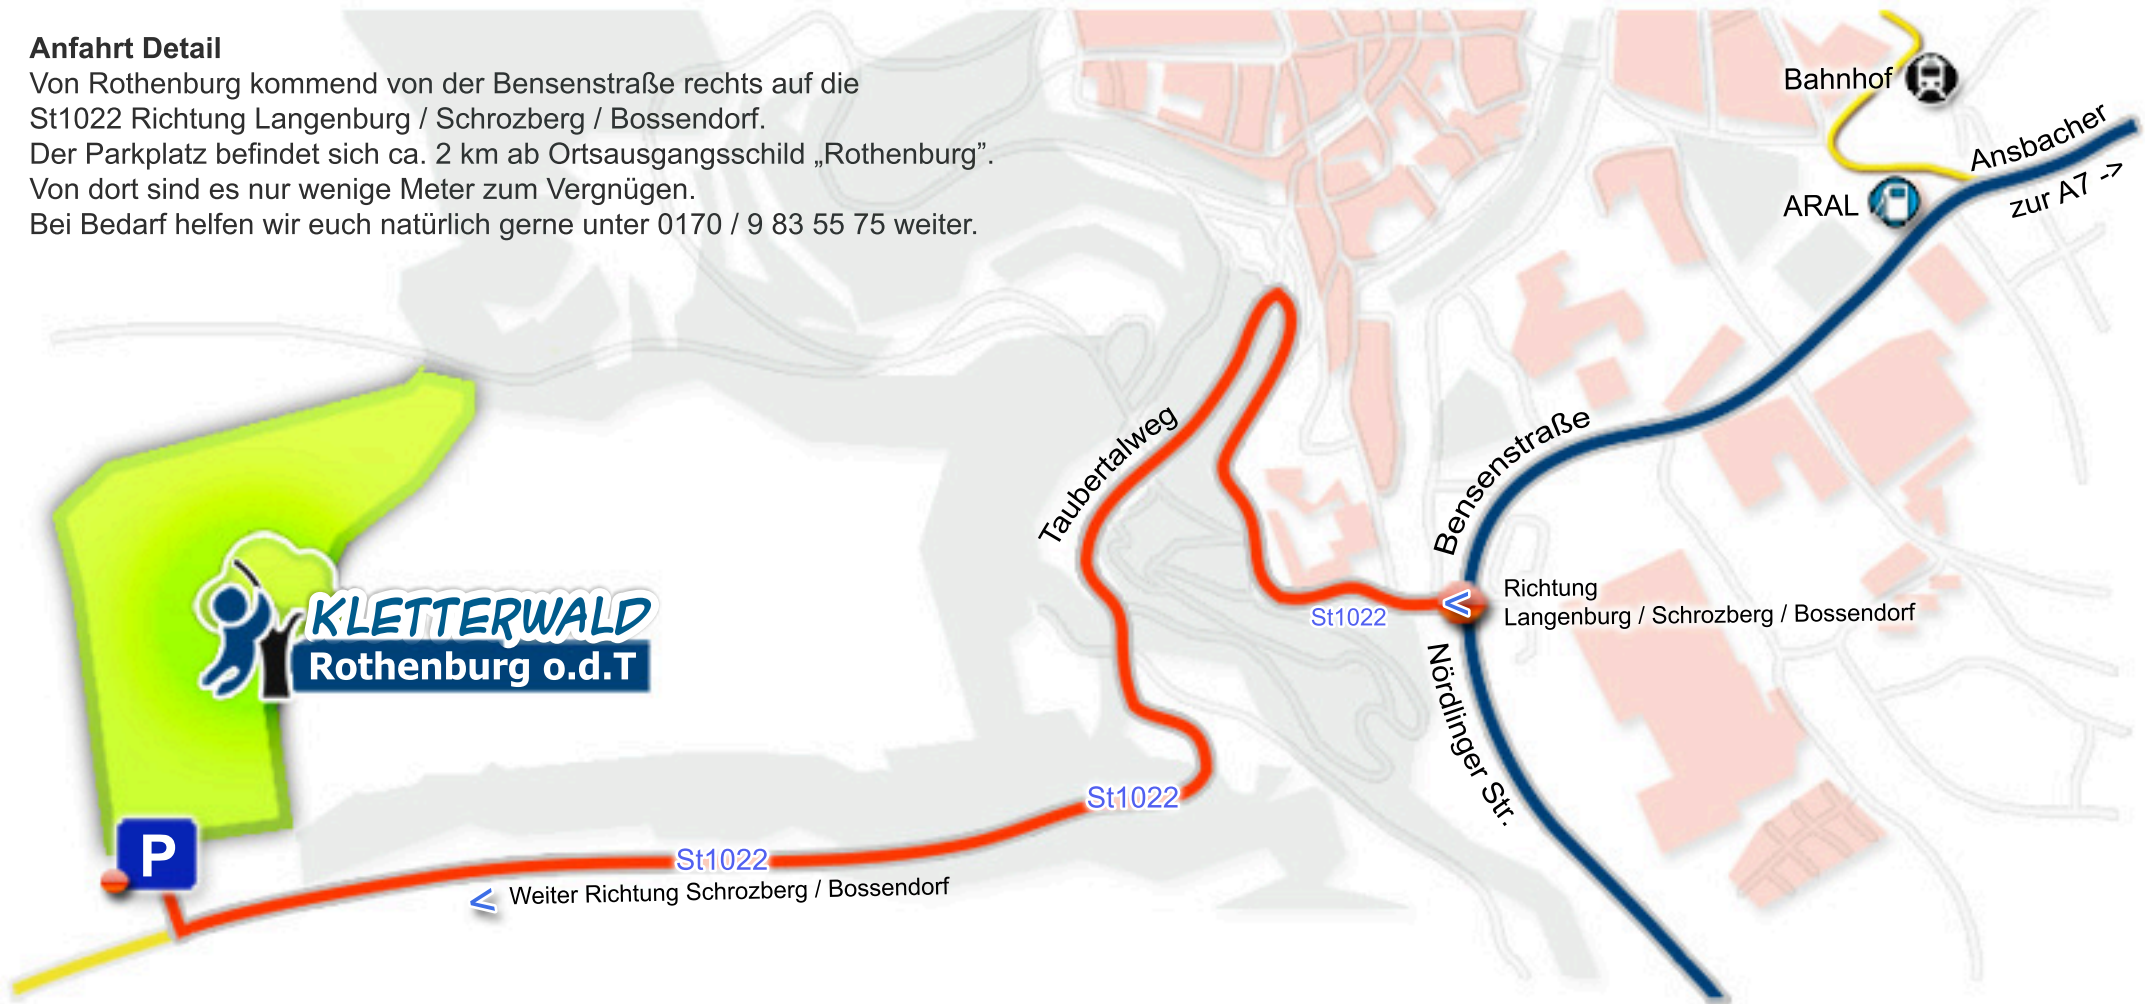 Anfahrt Detail
Von Rothenburg kommend von der Bensenstraße rechts auf die
St1022 Richtung Langenburg / Schrozberg / Bossendorf.
Der Parkplatz befindet sich ca. 2 km ab Ortsausgangsschild „Rothenburg”.
Von dort sind es nur wenige Meter zum Vergnügen.
Bei Bedarf helfen wir euch natürlich gerne unter 0170 / 9 83 55 75 weiter.
Bahnhof
Ansbacher
zur A7 ->
ARAL
Taubertalweg
Bensenstraße
<
Richtung
Langenburg / Schrozberg / Bossendorf
St1022
KLETTERWALD
Rothenburg o.d.T
Nördlinger Str.
St1022
St1022
P
< Weiter Richtung Schrozberg / Bossendorf